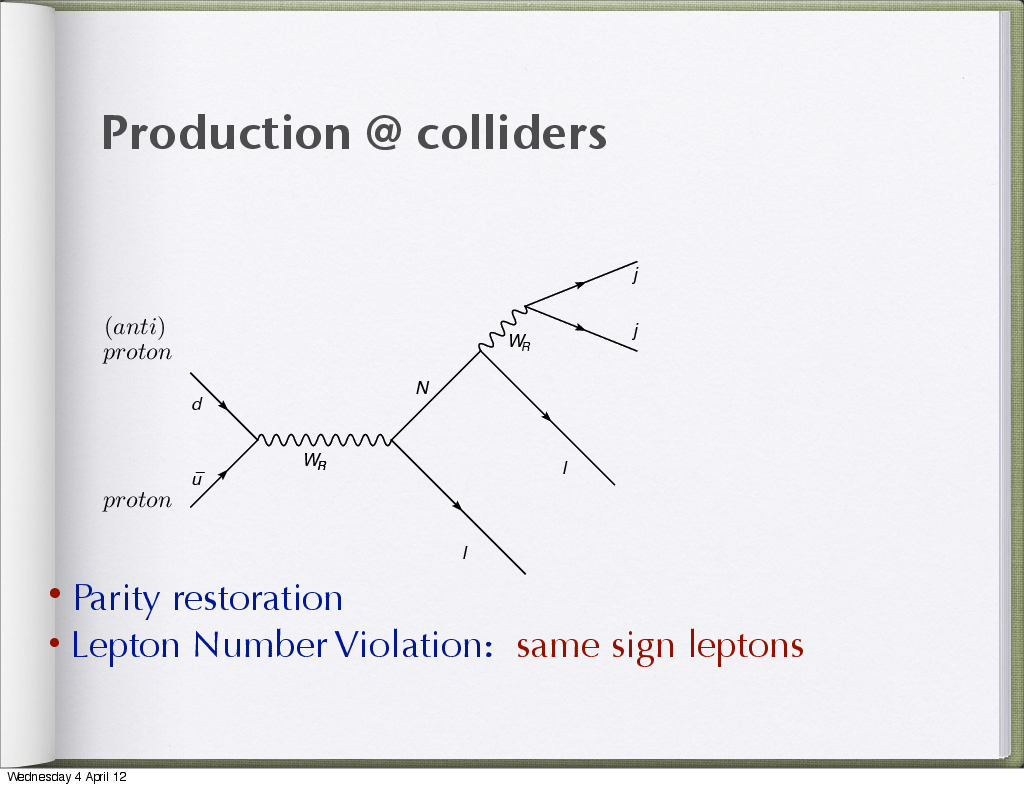 Production @ colliders
j
(anti)
proton
j
W_R
N
d
W_R
l
ū
proton
l
• Parity restoration
• Lepton Number Violation: same sign leptons
Wednesday 4 April 12